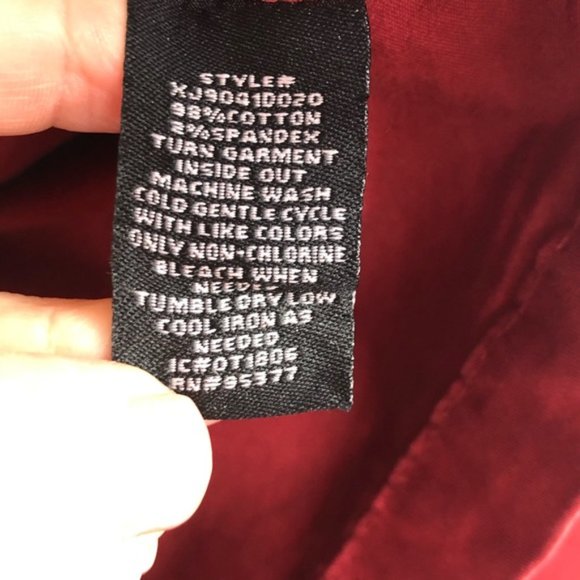 STYLE#
XJ9041D020
98%COTTON
2%SPANDEX
TURN GARMENT
INSIDE OUT
MACHINE WASH
COLD GENTLE CYCLE
WITH LIKE COLORS
ONLY NON-CHLORINE
BLEACH WHEN
NEEDED
TUMBLE DRY LOW
COOL IRON AS
NEEDED
IC#OT1806
RN#95377